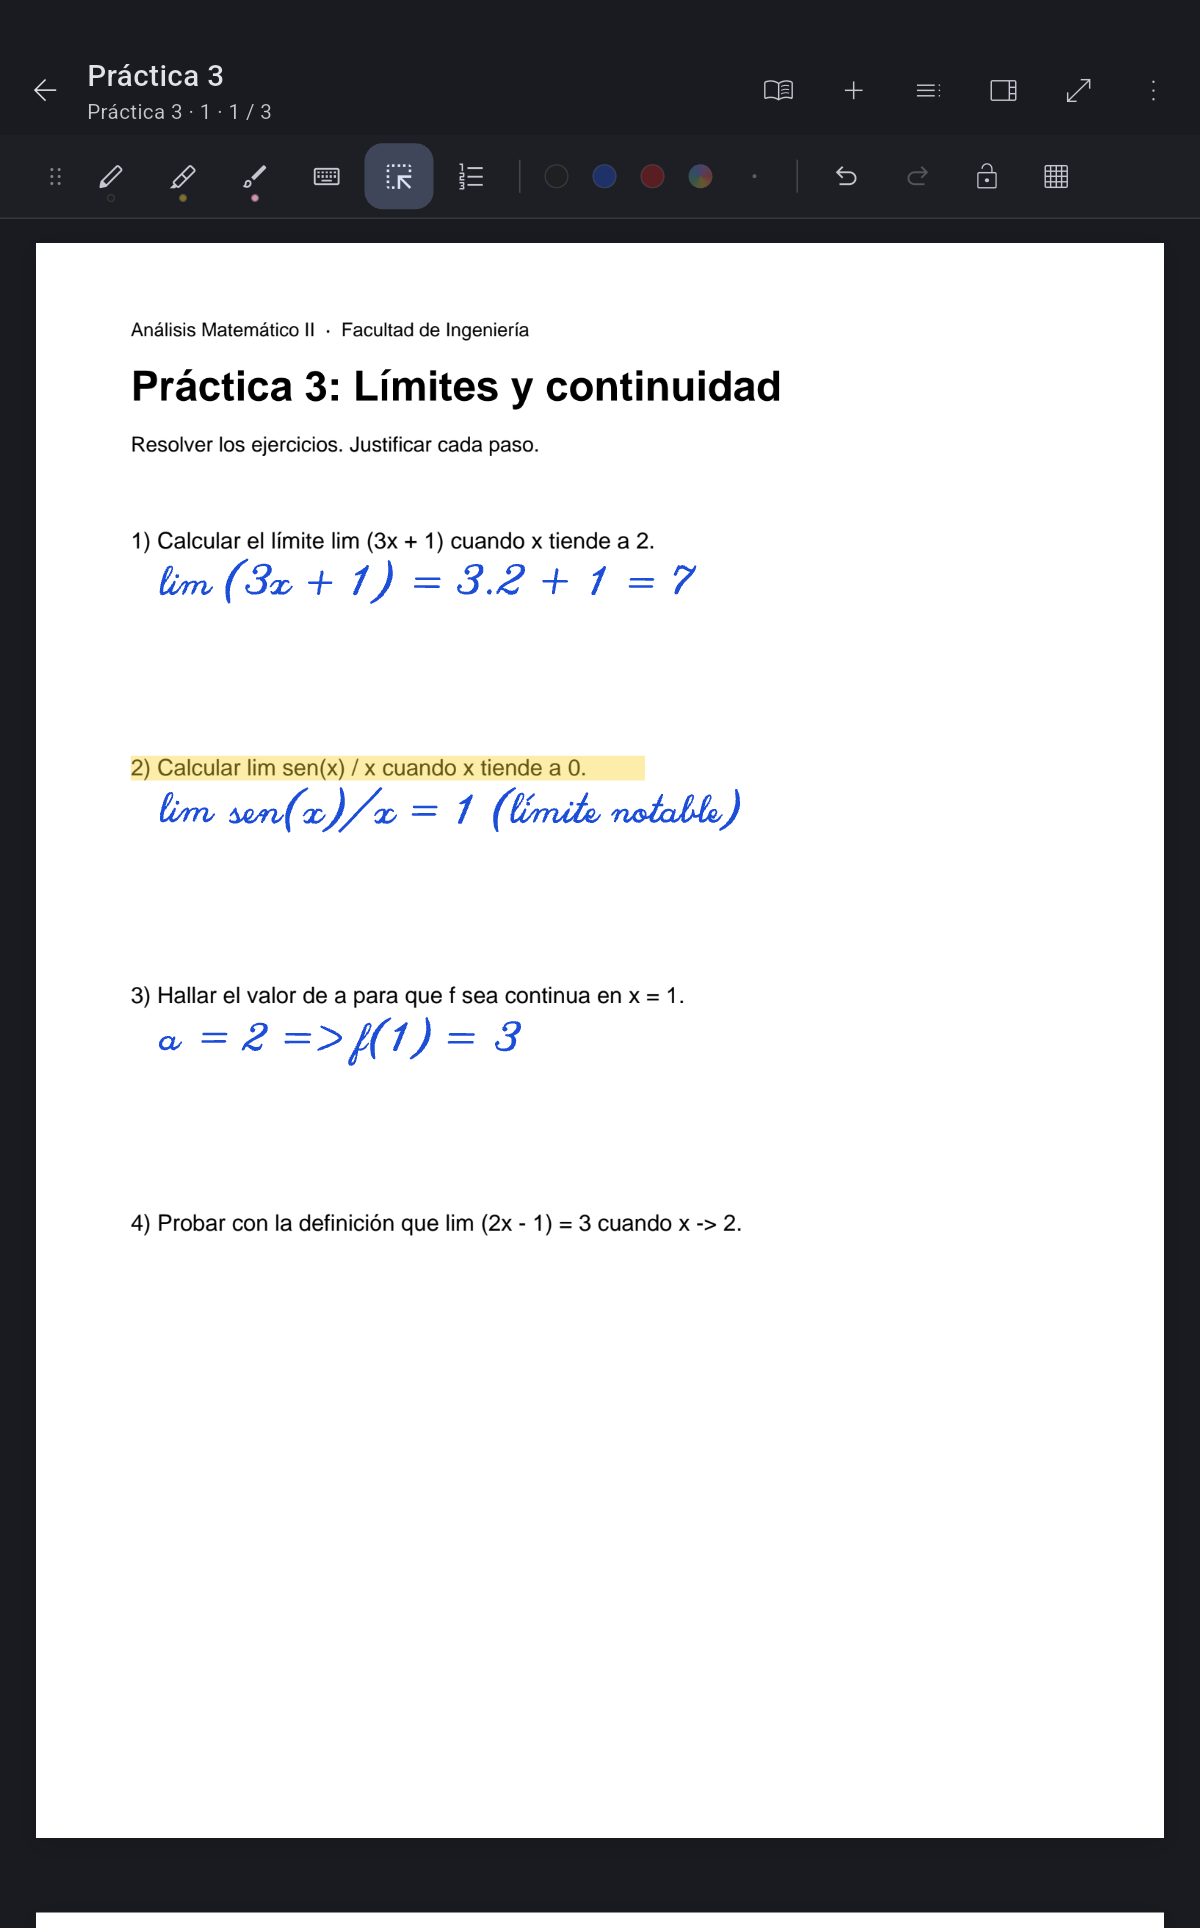 Práctica 3
Práctica 3 · 1 · 1 / 3
Análisis Matemático II · Facultad de Ingeniería
Práctica 3: Límites y continuidad
Resolver los ejercicios. Justificar cada paso.
1) Calcular el límite lim (3x + 1) cuando x tiende a 2.
lim (3x + 1) = 3.2 + 1 = 7
2) Calcular lim sen(x) / x cuando x tiende a 0.
lim sen(x)/x = 1 (límite notable)
3) Hallar el valor de a para que f sea continua en x = 1.
a = 2 => f(1) = 3
4) Probar con la definición que lim (2x - 1) = 3 cuando x -> 2.